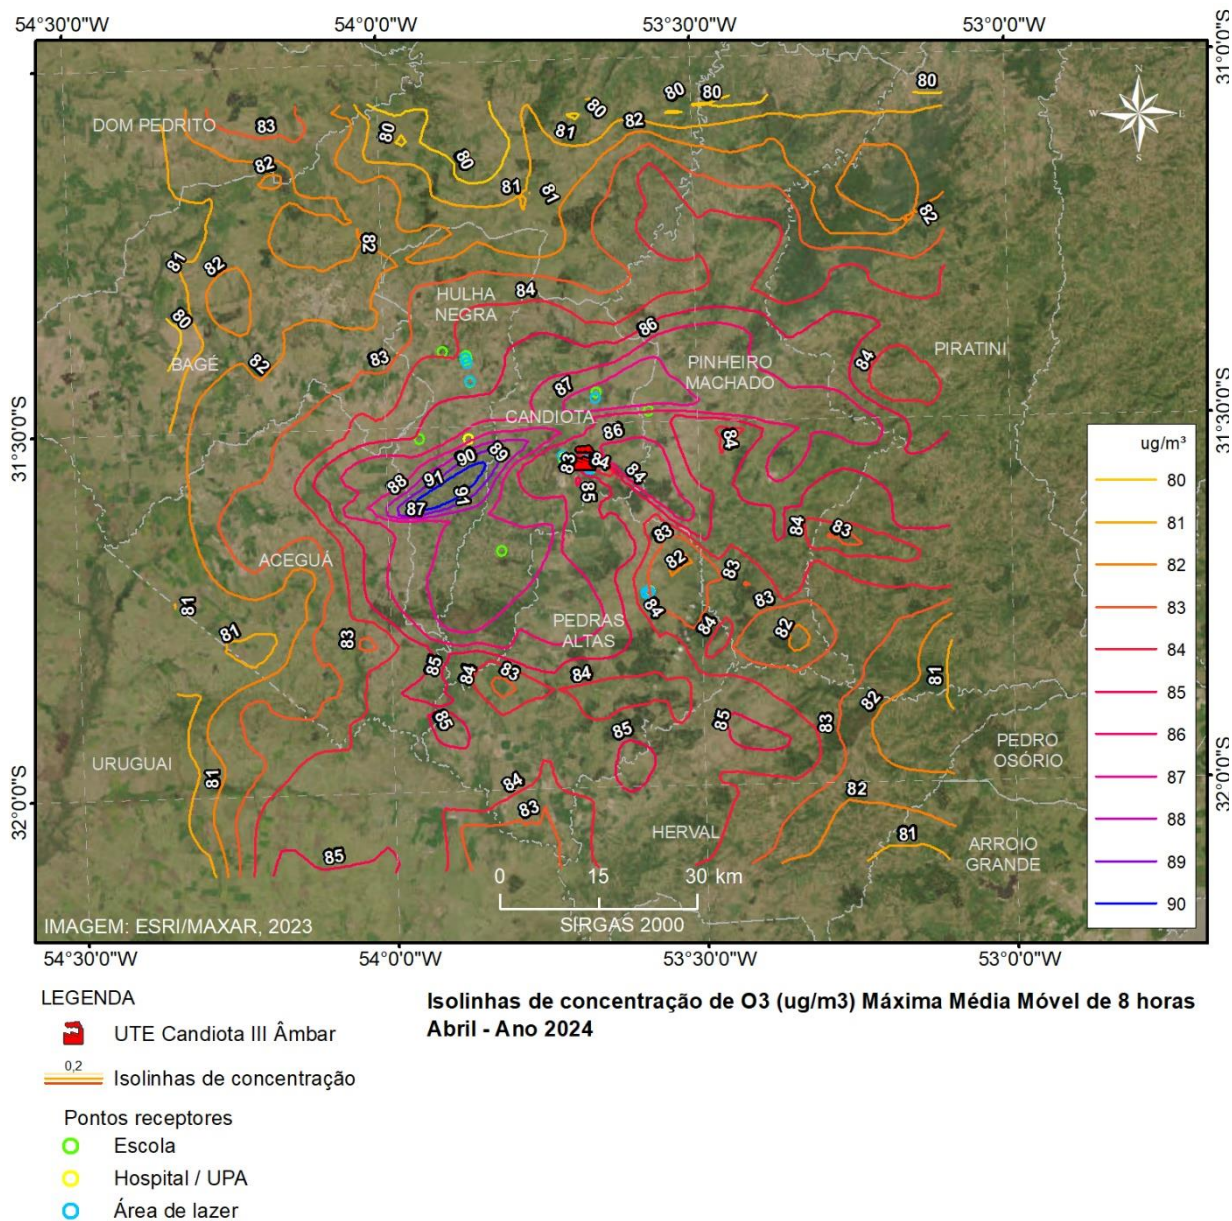 54°30'0"W 54°0'0"W 53°30'0"W 53°0'0"W
31°0'0"S
31°0'0"S
80 80 80 80
N
W E
S
DOM PEDRITO 83 80 81 82
82 80 81 81
82 82
81 82
HULHA
NEGRA
84
80 86
BAGÉ 82 83 84 PIRATINI
PINHEIRO
MACHADO
87
CANDIOTA
31°30'0"S
31°30'0"S
86 84
90 89 83 84 84
88 91 91 85
87 84 83
83
ACEGUÁ 82 83
81 84 83
81 83 82
PEDRAS
ALTAS
84
85 84 83 84 81
82
85 85 85 83
URUGUAI 81
PEDRO
OSÓRIO
32°0'0"S
32°0'0"S
84 82
83
HERVAL 81
85
ARROIO
GRANDE
0 15 30 km
SIRGAS 2000
IMAGEM: ESRI/MAXAR, 2023
ug/m³
80
81
82
83
84
85
86
87
88
89
90
54°30'0"W 54°0'0"W 53°30'0"W 53°0'0"W
LEGENDA
UTE Candiota III Âmbar
0,2
Isolinhas de concentração
Pontos receptores
Escola
Hospital / UPA
Área de lazer
Isolinhas de concentração de O3 (ug/m3) Máxima Média Móvel de 8 horas
Abril - Ano 2024